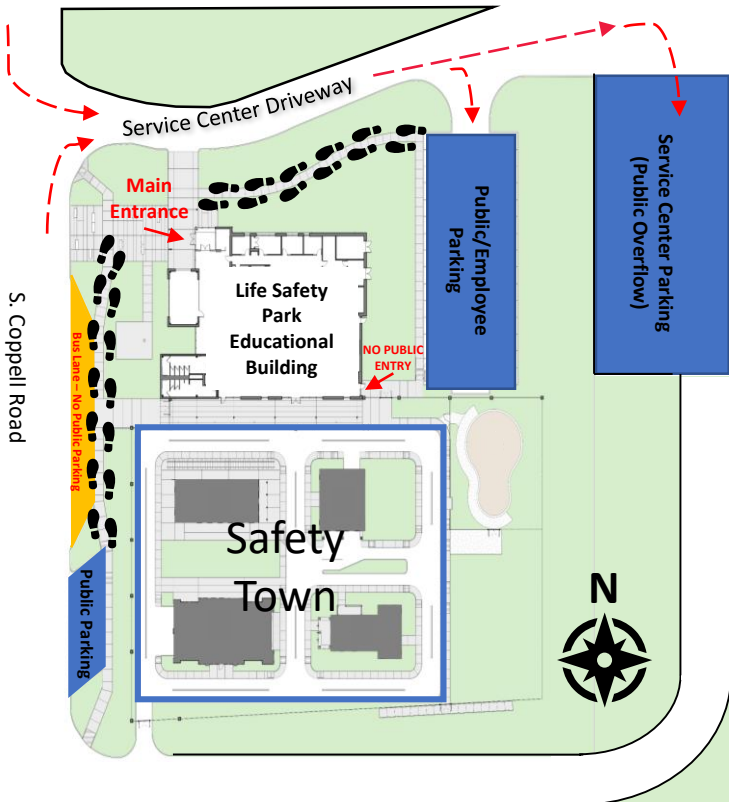 Service Center Driveway
Main
Entrance
Public/Employee
Parking
Service Center Parking
(Public Overflow)
Life Safety
Park
Educational
Building
NO PUBLIC
ENTRY
S. Coppell Road
Bus Lane – No Public Parking
Public Parking
Safety
Town
N